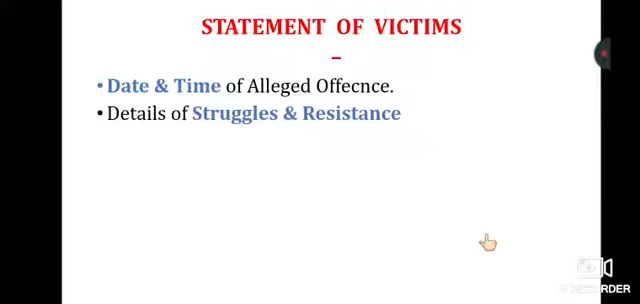 STATEMENT OF VICTIMS
–
• Date & Time of Alleged Offecnce.
• Details of Struggles & Resistance